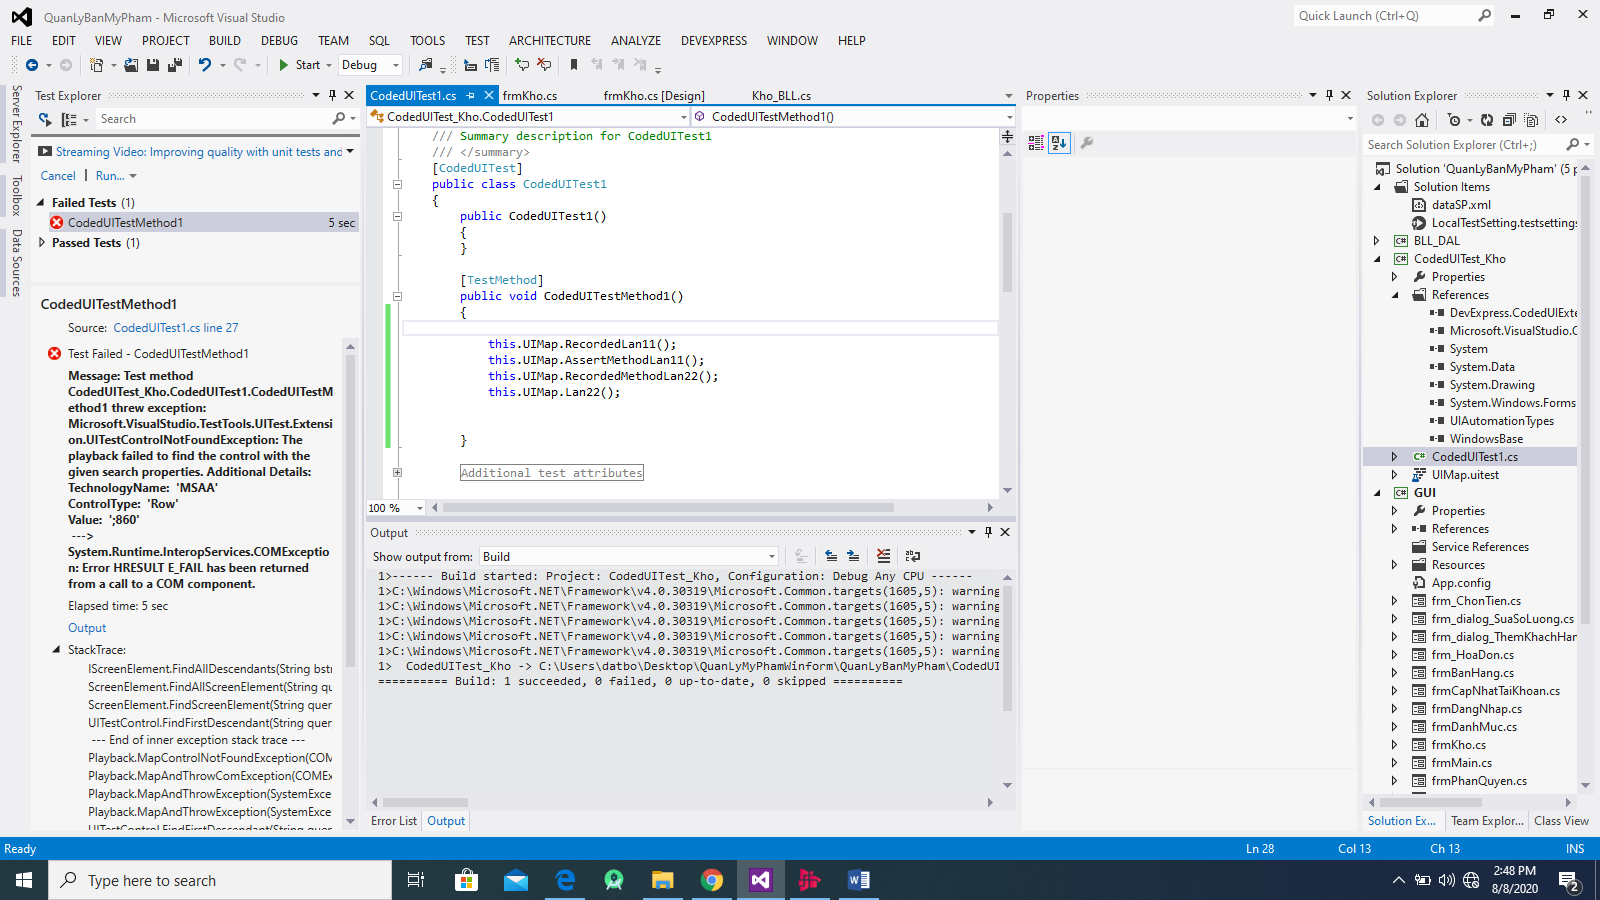 QuanLyBanMyPham - Microsoft Visual Studio
Quick Launch (Ctrl+Q)
FILE EDIT VIEW PROJECT BUILD DEBUG TEAM SQL TOOLS TEST ARCHITECTURE ANALYZE DEVEXPRESS WINDOW HELP
Start Debug
Server Explorer
Toolbox
Data Sources
Test Explorer
Search
Streaming Video: Improving quality with unit tests and
Cancel | Run...
Failed Tests (1)
CodedUITestMethod1 5 sec
Passed Tests (1)
CodedUITestMethod1
Source: CodedUITest1.cs line 27
Test Failed - CodedUITestMethod1
Message: Test method
CodedUITest_Kho.CodedUITest1.CodedUITestM
ethod1 threw exception:
Microsoft.VisualStudio.TestTools.UITest.Extensi
on.UITestControlNotFoundException: The
playback failed to find the control with the
given search properties. Additional Details:
TechnologyName: 'MSAA'
ControlType: 'Row'
Value: ';860'
--->
System.Runtime.InteropServices.COMExceptio
n: Error HRESULT E_FAIL has been returned
from a call to a COM component.
Elapsed time: 5 sec
Output
StackTrace:
IScreenElement.FindAllDescendants(String bst
ScreenElement.FindAllScreenElement(String qu
ScreenElement.FindScreenElement(String quer
UITestControl.FindFirstDescendant(String quer
--- End of inner exception stack trace ---
Playback.MapControlNotFoundException(COM
Playback.MapAndThrowComException(COMEx
Playback.MapAndThrowException(SystemExce
Playback.MapAndThrowException(SystemExce
UITestControl.FindFirstDescendant(String quer
CodedUITest1.cs frmKho.cs frmKho.cs [Design] Kho_BLL.cs
CodedUITest_Kho.CodedUITest1 CodedUITestMethod1()
/// Summary description for CodedUITest1
/// </summary>
[CodedUITest]
public class CodedUITest1
{
public CodedUITest1()
{
}
[TestMethod]
public void CodedUITestMethod1()
{
this.UIMap.RecordedLan11();
this.UIMap.AssertMethodLan11();
this.UIMap.RecordedMethodLan22();
this.UIMap.Lan22();
}
Additional test attributes
100 %
Output
Show output from: Build
1>------ Build started: Project: CodedUITest_Kho, Configuration: Debug Any CPU ------
1>C:\Windows\Microsoft.NET\Framework\v4.0.30319\Microsoft.Common.targets(1605,5): warning
1>C:\Windows\Microsoft.NET\Framework\v4.0.30319\Microsoft.Common.targets(1605,5): warning
1>C:\Windows\Microsoft.NET\Framework\v4.0.30319\Microsoft.Common.targets(1605,5): warning
1>C:\Windows\Microsoft.NET\Framework\v4.0.30319\Microsoft.Common.targets(1605,5): warning
1>C:\Windows\Microsoft.NET\Framework\v4.0.30319\Microsoft.Common.targets(1605,5): warning
1> CodedUITest_Kho -> C:\Users\datbo\Desktop\QuanLyMyPhamWinform\QuanLyBanMyPham\CodedUI
========== Build: 1 succeeded, 0 failed, 0 up-to-date, 0 skipped ==========
Error List Output
Properties
Solution Explorer
Search Solution Explorer (Ctrl+;)
Solution 'QuanLyBanMyPham' (5 p
Solution Items
dataSP.xml
LocalTestSetting.testsettings
BLL_DAL
CodedUITest_Kho
Properties
References
DevExpress.CodedUIExte
Microsoft.VisualStudio.C
System
System.Data
System.Drawing
System.Windows.Forms
UIAutomationTypes
WindowsBase
CodedUITest1.cs
UIMap.uitest
GUI
Properties
References
Service References
Resources
App.config
frm_ChonTien.cs
frm_dialog_SuaSoLuong.cs
frm_dialog_ThemKhachHan
frm_HoaDon.cs
frmBanHang.cs
frmCapNhatTaiKhoan.cs
frmDangNhap.cs
frmDanhMuc.cs
frmKho.cs
frmMain.cs
frmPhanQuyen.cs
Solution Ex... Team Explor... Class View
Ready Ln 28 Col 13 Ch 13 INS
Type here to search
2:48 PM
8/8/2020
2